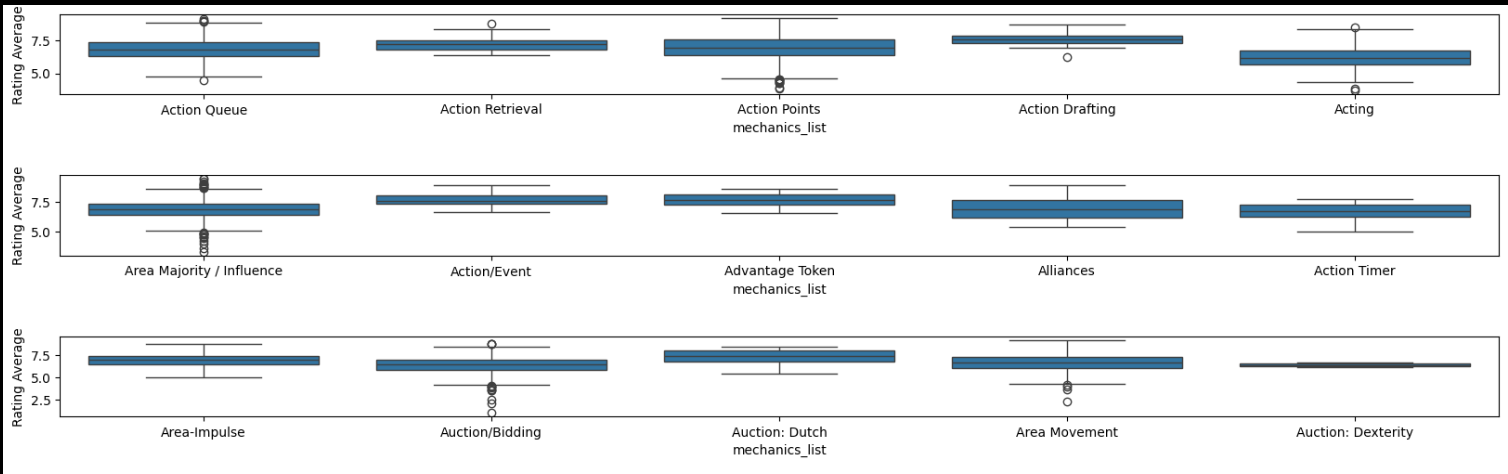 Rating Average
7.5
5.0
Action Queue Action Retrieval Action Points Action Drafting Acting
mechanics_list
Rating Average
7.5
5.0
Area Majority / Influence Action/Event Advantage Token Alliances Action Timer
mechanics_list
Rating Average
7.5
5.0
2.5
Area-Impulse Auction/Bidding Auction: Dutch Area Movement Auction: Dexterity
mechanics_list